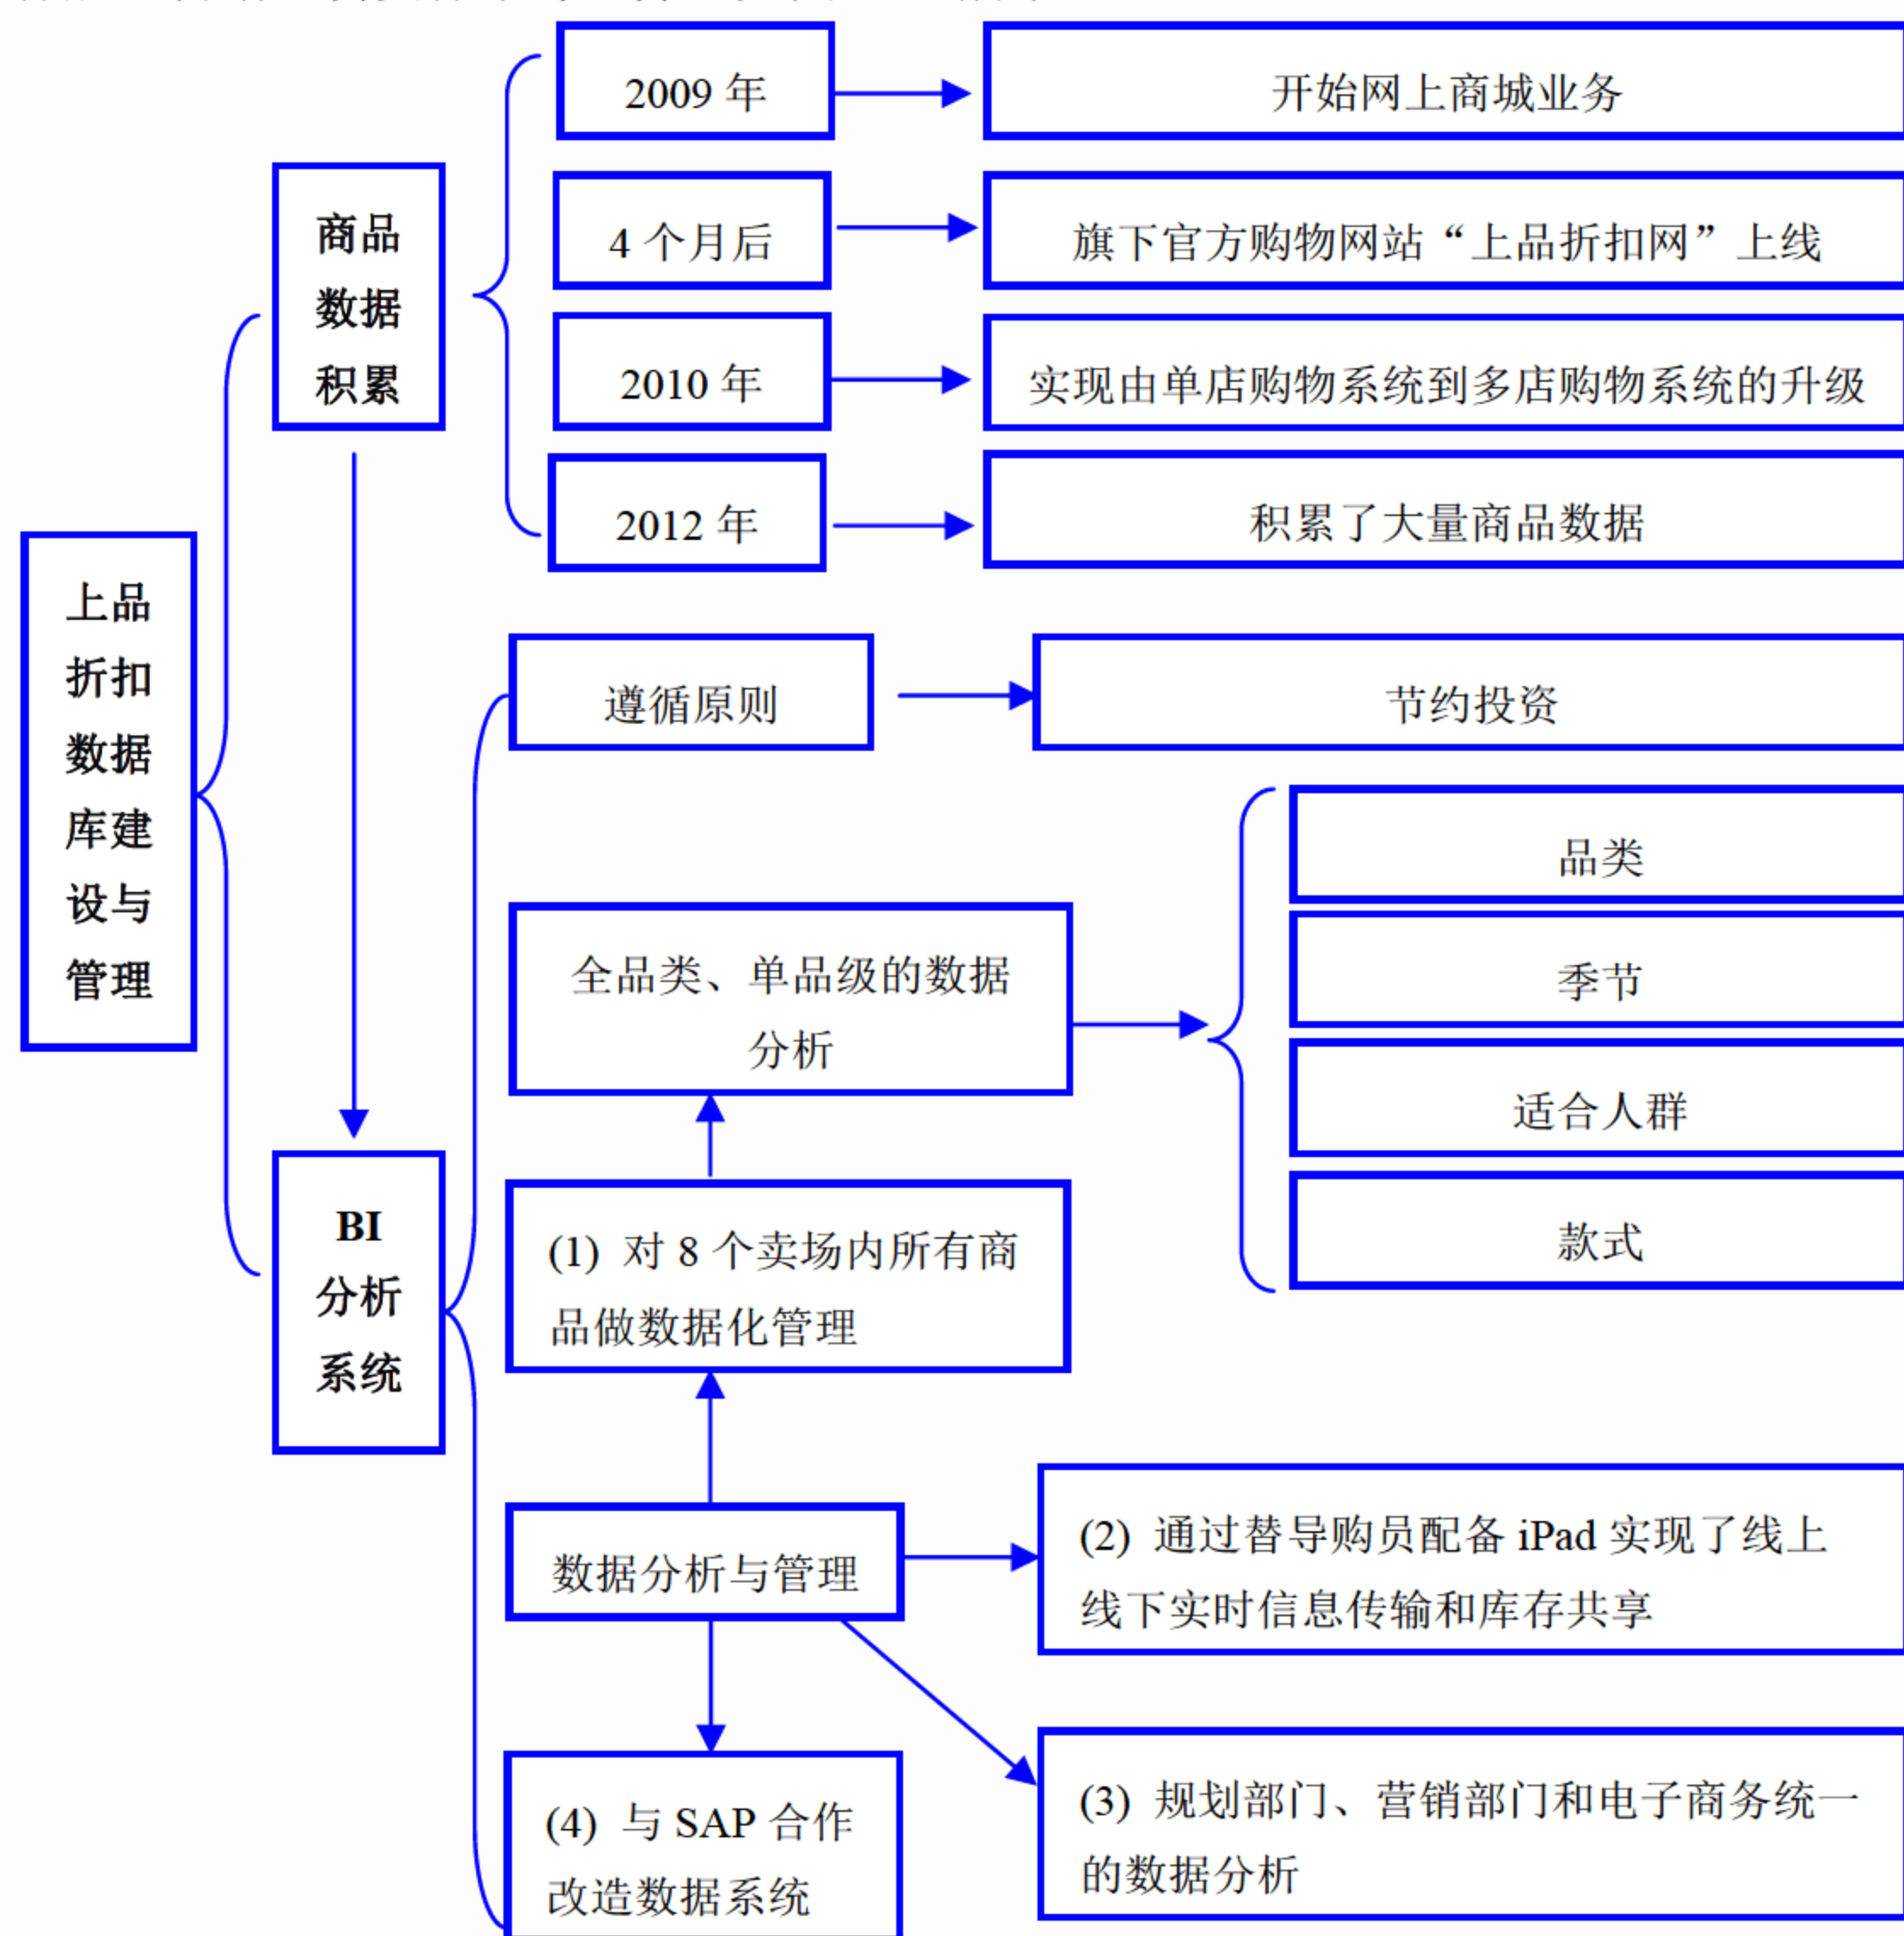 2009 年
开始网上商城业务
4 个月后
旗下官方购物网站“上品折扣网”上线
2010 年
实现由单店购物系统到多店购物系统的升级
2012 年
积累了大量商品数据
商品
数据
积累
上品
折扣
数据
库建
设与
管理
遵循原则
节约投资
全品类、单品级的数据
分析
品类
季节
适合人群
款式
BI
分析
系统
(1) 对 8 个卖场内所有商
品做数据化管理
数据分析与管理
(2) 通过替导购员配备 iPad 实现了线上
线下实时信息传输和库存共享
(3) 规划部门、营销部门和电子商务统一
的数据分析
(4) 与 SAP 合作
改造数据系统